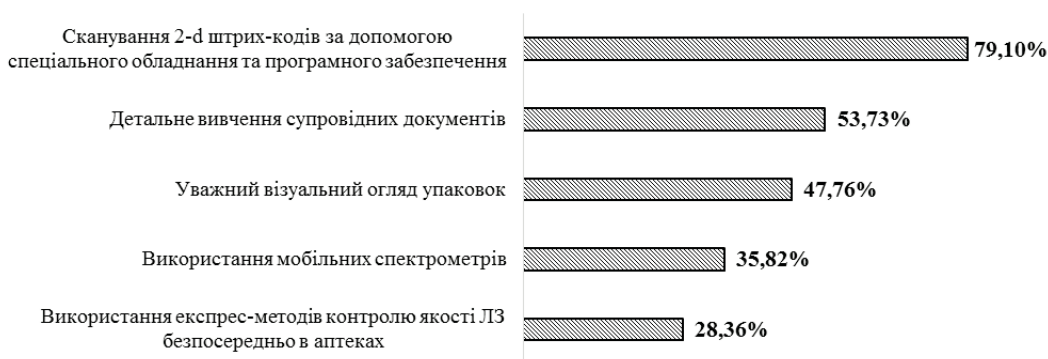 Сканування 2-d штрих-кодів за допомогою
спеціального обладнання та програмного забезпечення
79,10%
Детальне вивчення супровідних документів
53,73%
Уважний візуальний огляд упаковок
47,76%
Використання мобільних спектрометрів
35,82%
Використання експрес-методів контролю якості ЛЗ
безпосередньо в аптеках
28,36%